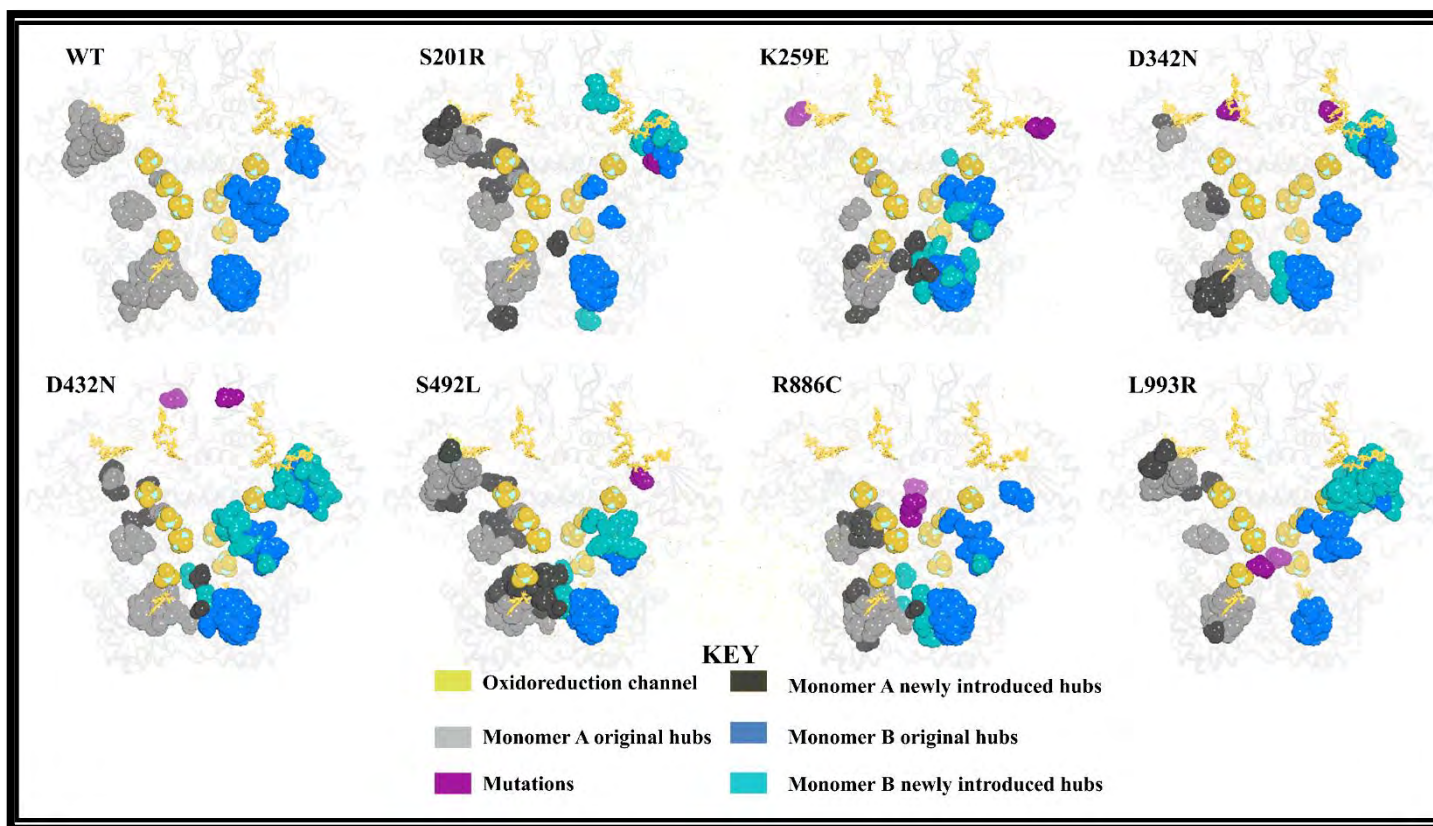 WT
S201R
K259E
D342N
D432N
S492L
R886C
L993R
KEY
Oxidoreduction channel
Monomer A newly introduced hubs
Monomer A original hubs
Monomer B original hubs
Mutations
Monomer B newly introduced hubs